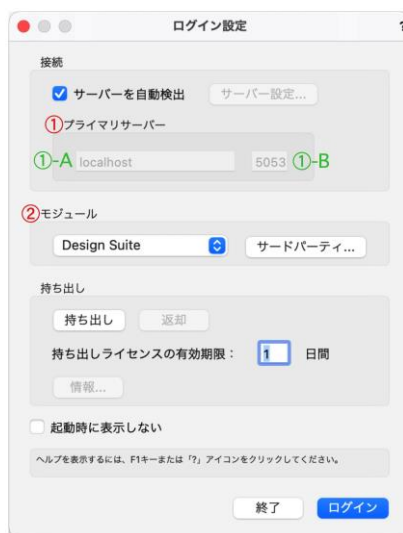 ログイン設定
?
接続
サーバーを自動検出 サーバー設定...
①プライマリサーバー
①-A localhost 5053 ①-B
②モジュール
Design Suite サードパーティ...
持ち出し
持ち出し 返却
持ち出しライセンスの有効期限： 1 日間
情報...
起動時に表示しない
ヘルプを表示するには、F1キーまたは「?」アイコンをクリックしてください。
終了 ログイン